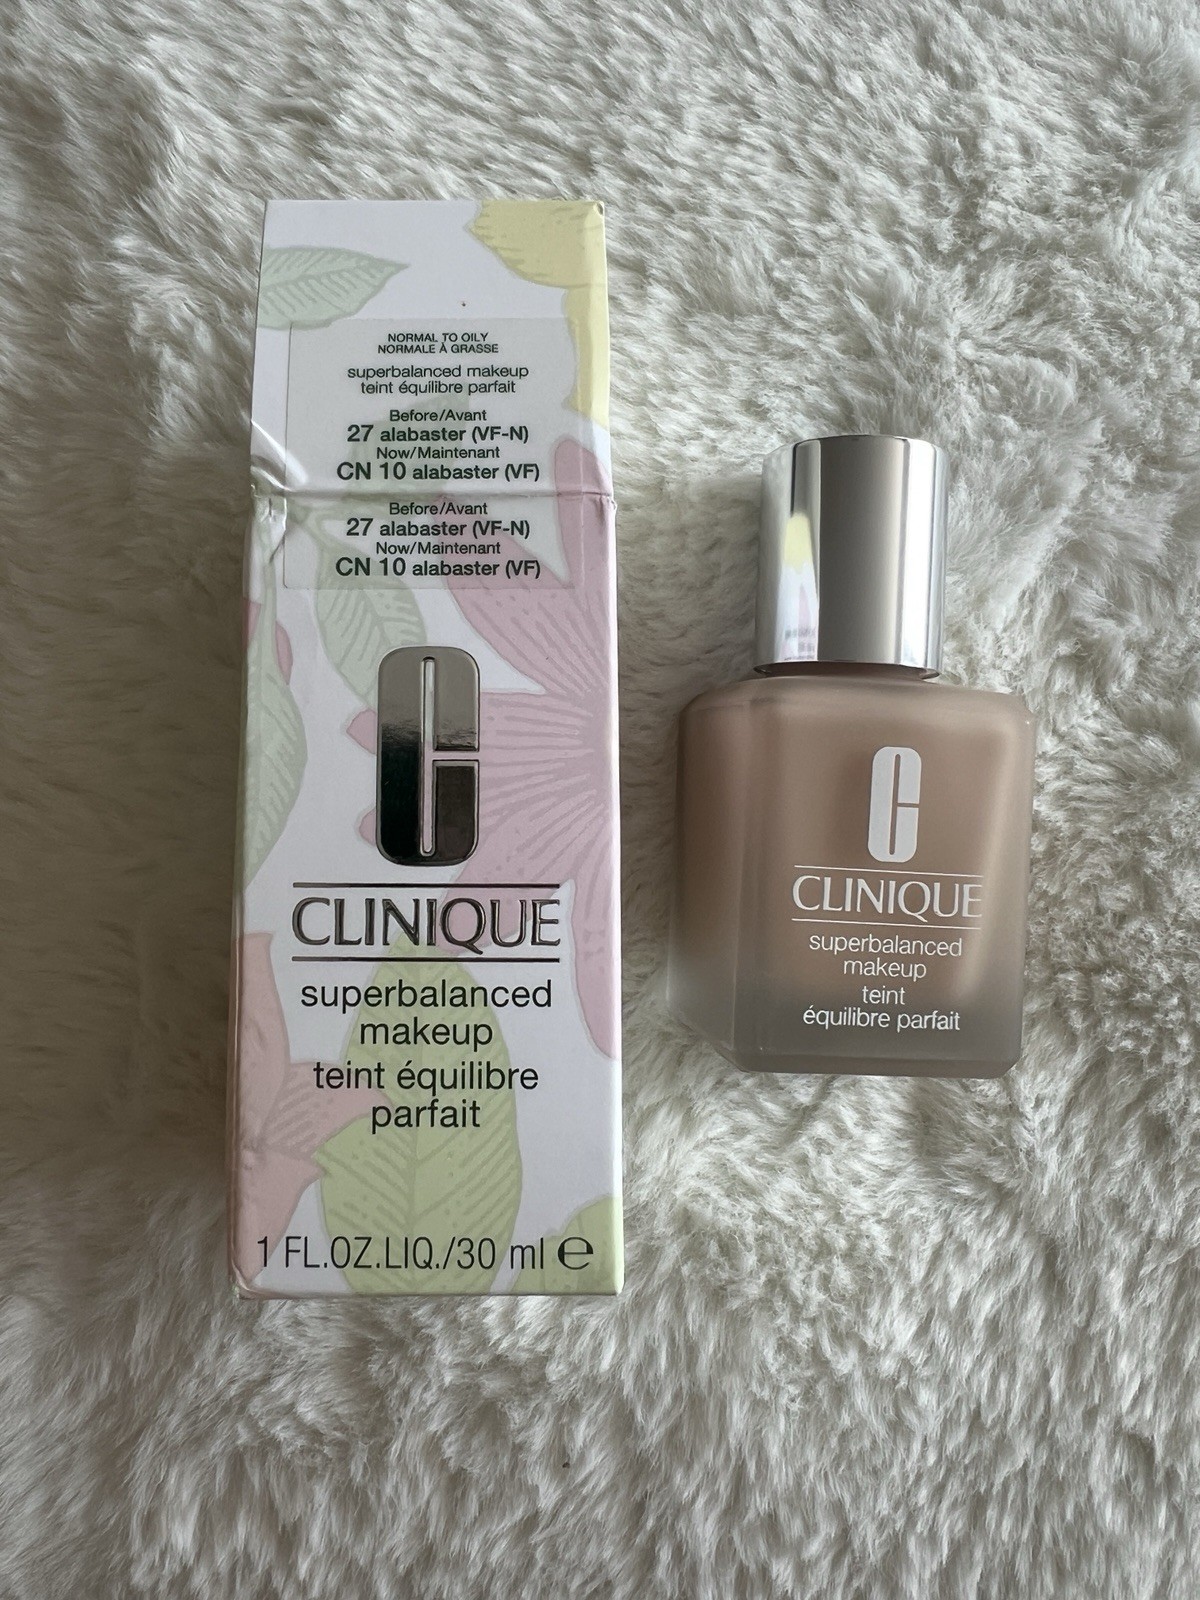 NORMAL TO OILY
NORMALE À GRASSE
superbalanced makeup
teint équilibre parfait
Before/Avant
27 alabaster (VF-N)
Now/Maintenant
CN 10 alabaster (VF)
Before/Avant
27 alabaster (VF-N)
Now/Maintenant
CN 10 alabaster (VF)
C
CLINIQUE
superbalanced
makeup
teint équilibre
parfait
1 FL.OZ.LIQ./30 ml ℮
C
CLINIQUE
superbalanced
makeup
teint
équilibre parfait